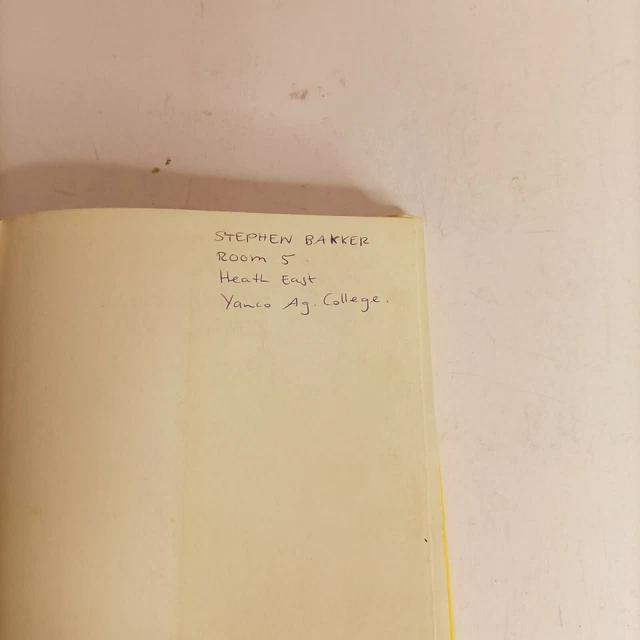 STEPHEN BAKKER
ROOM 5
Heath East
Yanco Ag. College.